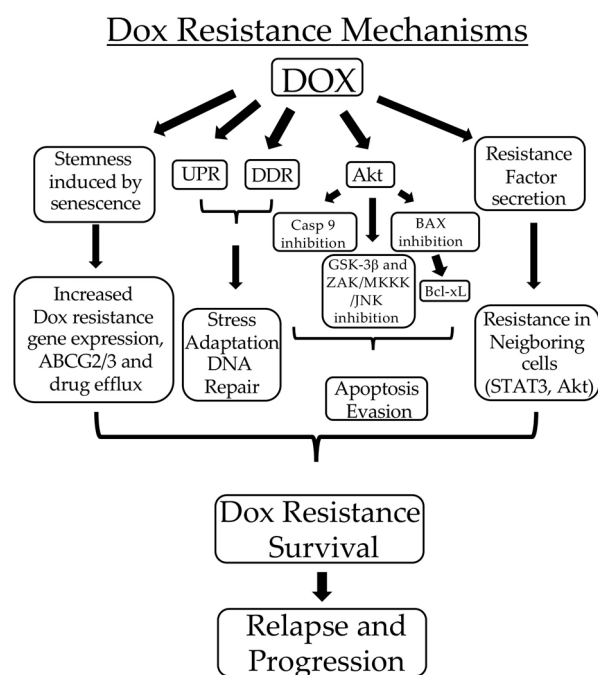 Dox Resistance Mechanisms
DOX
Stemness
induced by
senescence
UPR
DDR
Akt
Resistance
Factor
secretion
Casp 9
inhibition
BAX
inhibition
GSK-3β and
ZAK/MKKK
/JNK
inhibition
Bcl-xL
Increased
Dox resistance
gene expression,
ABCG2/3 and
drug efflux
Stress
Adaptation
DNA
Repair
Apoptosis
Evasion
Resistance in
Neigboring
cells
(STAT3, Akt)
Dox Resistance
Survival
Relapse and
Progression